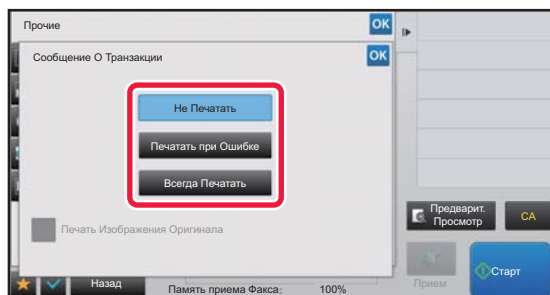 Прочие
OK
Сообщение О Транзакции
OK
Не Печатать
Печатать при Ошибке
Всегда Печатать
Печать Изображения Оригинала
Предварит.
Просмотр
CA
Назад
Память приема Факса:
100%
Прием
Старт